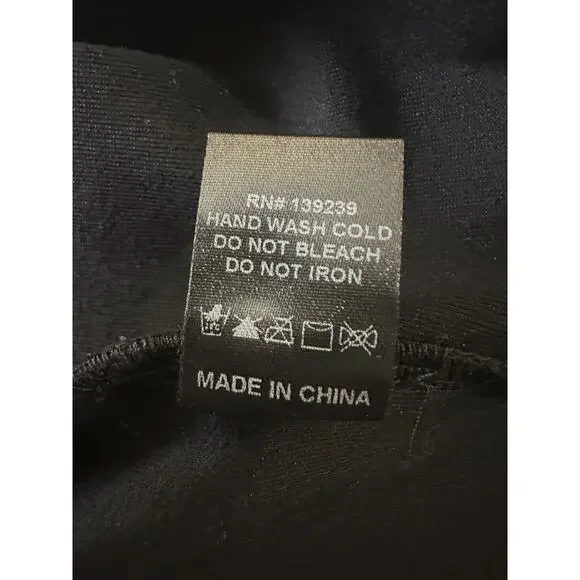 RN# 139239
HAND WASH COLD
DO NOT BLEACH
DO NOT IRON
MADE IN CHINA